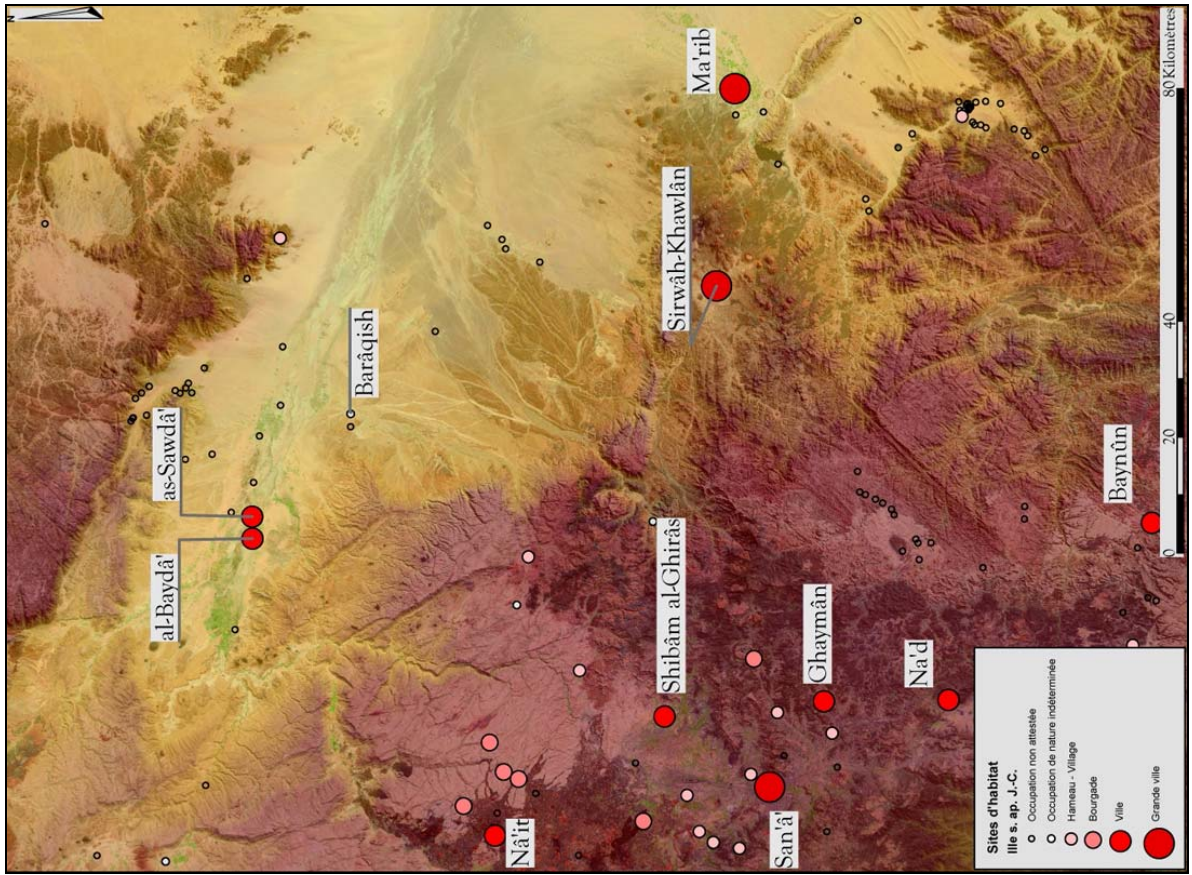 N
Ma'rib
Sirwâh-Khawlân
Barâqish
as-Sawdâ'
al-Baydâ'
Shibâm al-Ghirâs
Ghaymân
Na'd
Baynûn
Nâ'it
San'â'
0 20 40 80 Kilomètres
Sites d'habitat
IIIe s. ap. J.-C.
Occupation non attestée
Occupation de nature indéterminée
Hameau - Village
Bourgade
Ville
Grande ville